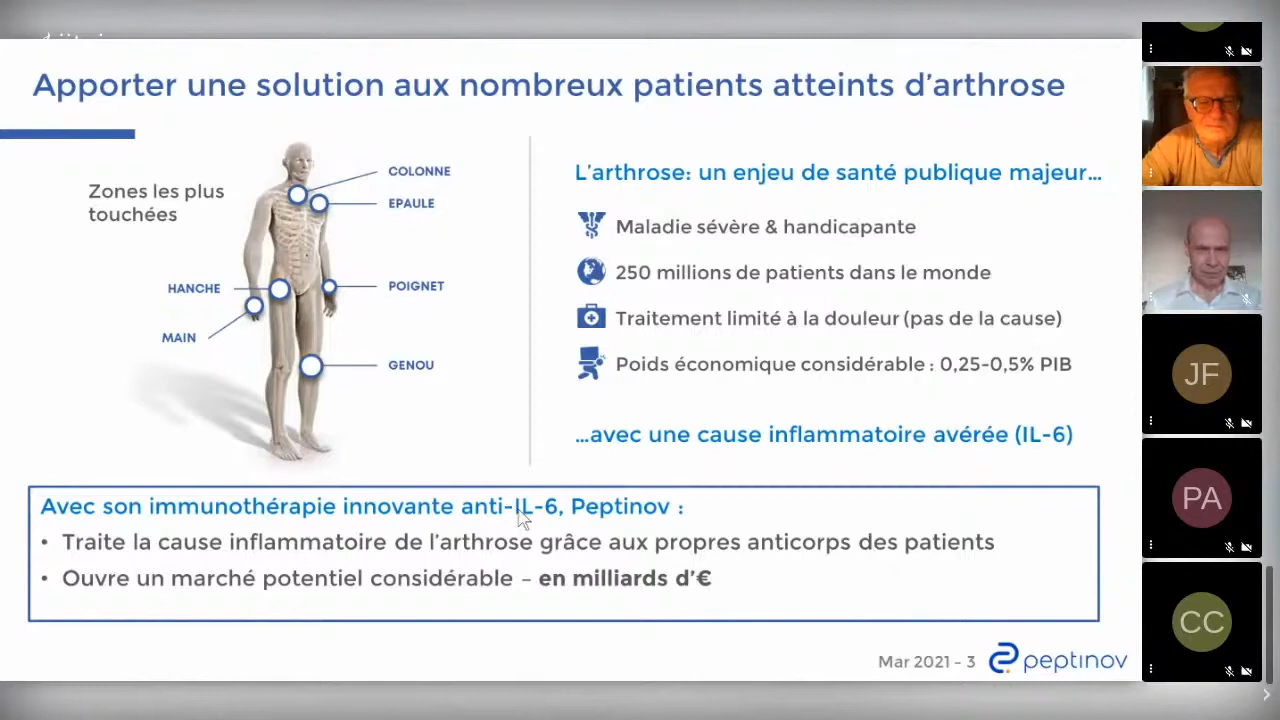 Apporter une solution aux nombreux patients atteints d'arthrose
Zones les plus
touchées
COLONNE
EPAULE
HANCHE
POIGNET
MAIN
GENOU
L'arthrose: un enjeu de santé publique majeur...
Maladie sévère & handicapante
250 millions de patients dans le monde
Traitement limité à la douleur (pas de la cause)
Poids économique considérable : 0,25-0,5% PIB
...avec une cause inflammatoire avérée (IL-6)
Avec son immunothérapie innovante anti-IL-6, Peptinov :
• Traite la cause inflammatoire de l'arthrose grâce aux propres anticorps des patients
• Ouvre un marché potentiel considérable – en milliards d'€
Mar 2021 - 3
peptinov
JF
PA
CC